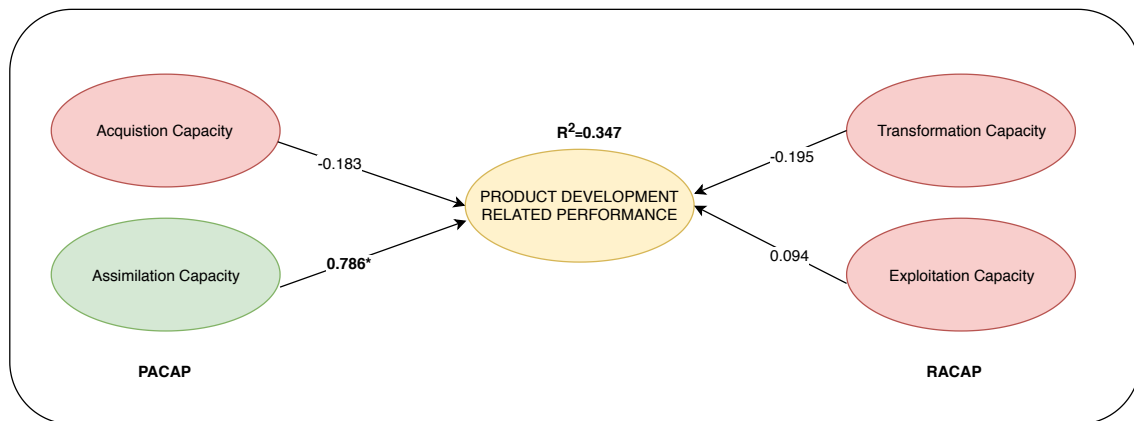 Acquistion Capacity
Assimilation Capacity
PACAP
-0.183
0.786*
R²=0.347
PRODUCT DEVELOPMENT
RELATED PERFORMANCE
-0.195
0.094
Transformation Capacity
Exploitation Capacity
RACAP